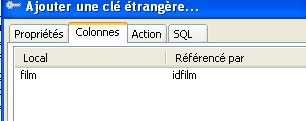 Ajouter une clé étrangère...
Propriétés Colonnes Action SQL
Local Référencé par
film idfilm